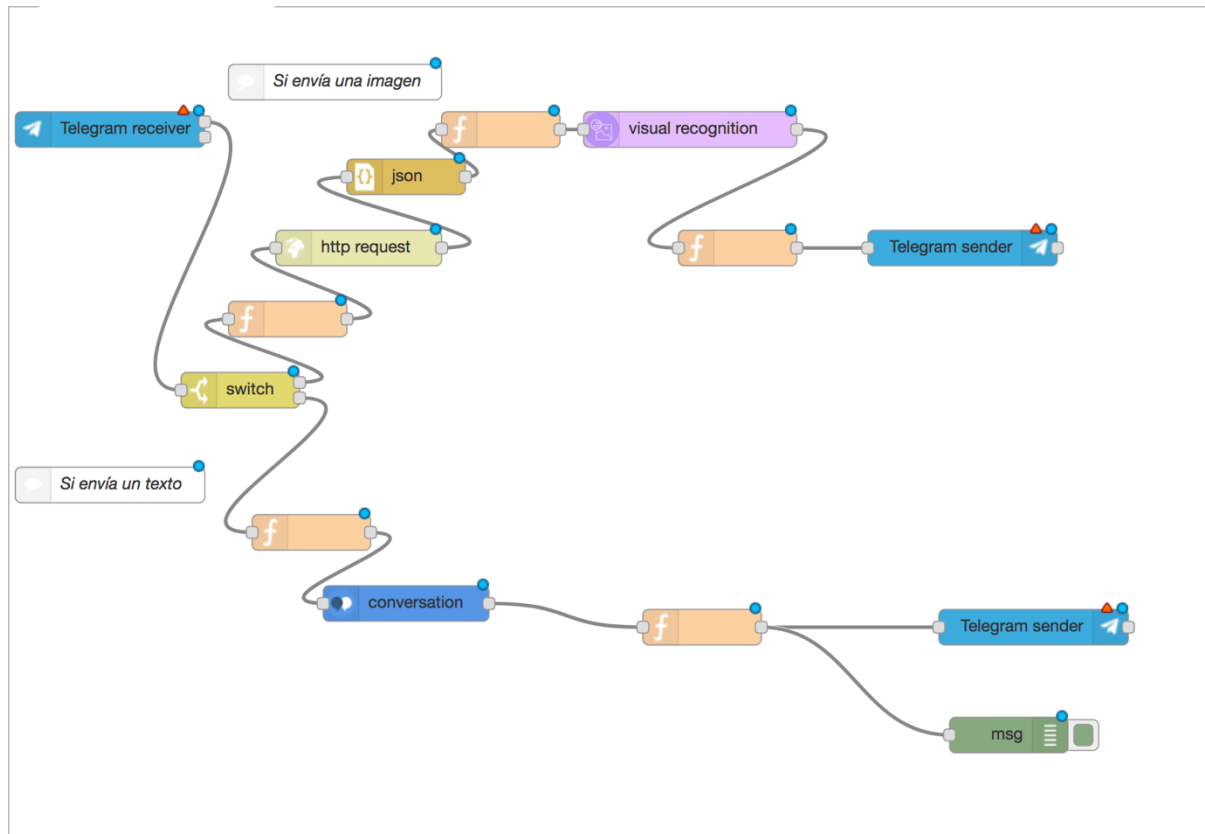 Si envía una imagen
Telegram receiver
visual recognition
json
http request
Telegram sender
switch
Si envía un texto
conversation
Telegram sender
msg